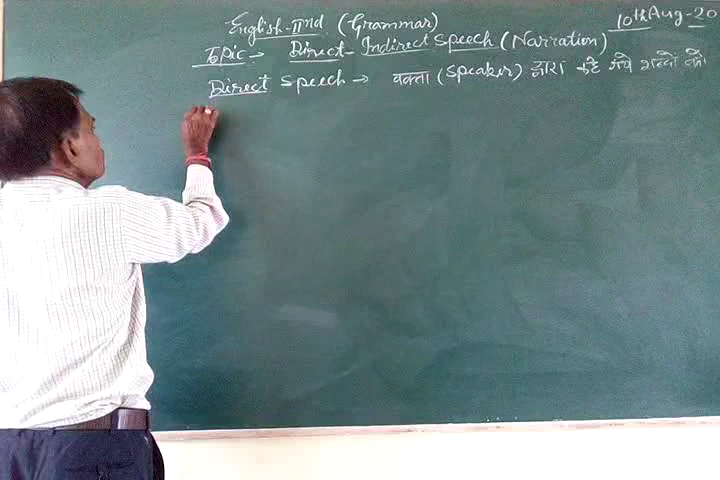 English-IInd (Grammar)
10th Aug-20
Topic → Direct-Indirect Speech (Narration)
Direct Speech → वक्ता (Speaker) द्वारा कहे गये शब्दों को